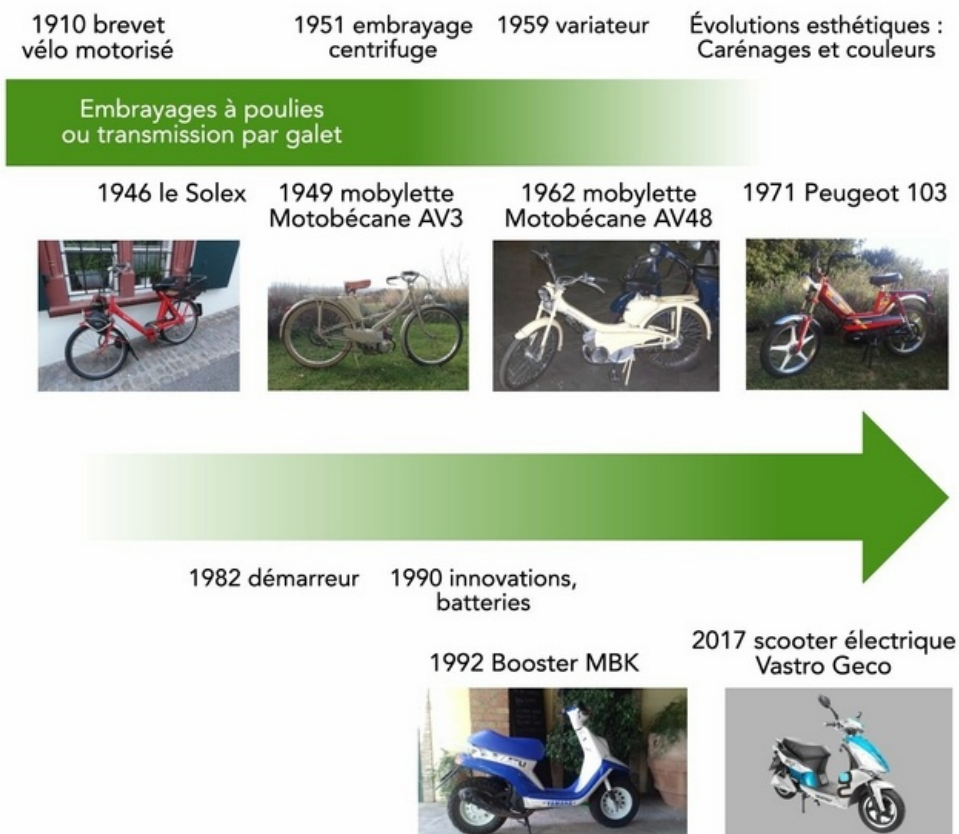 1910 brevet
vélo motorisé
1951 embrayage
centrifuge
1959 variateur
Évolutions esthétiques :
Carénages et couleurs
Embrayages à poulies
ou transmission par galet
1946 le Solex
1949 mobylette
Motobécane AV3
1962 mobylette
Motobécane AV48
1971 Peugeot 103
1982 démarreur
1990 innovations,
batteries
1992 Booster MBK
2017 scooter électrique
Vastro Geco
YAMAHA